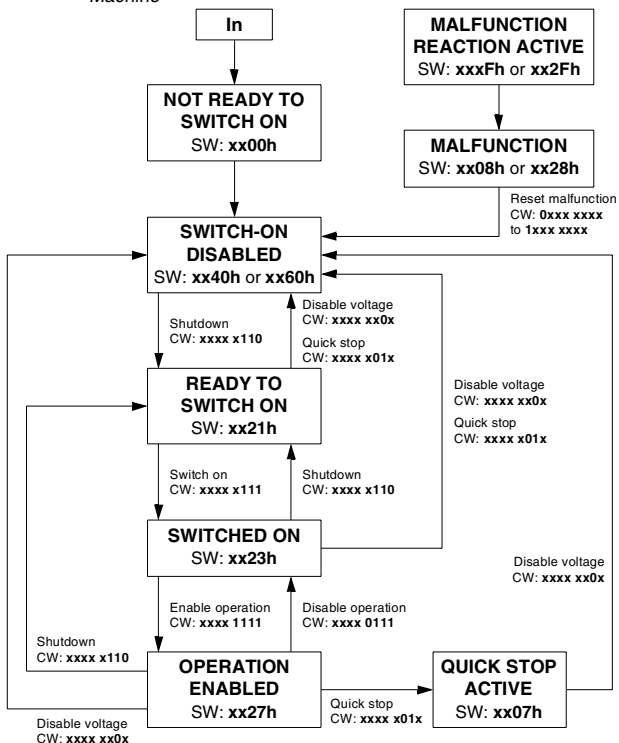 Machine
In
MALFUNCTION
REACTION ACTIVE
SW: xxxFh or xx2Fh
NOT READY TO
SWITCH ON
SW: xx00h
MALFUNCTION
SW: xx08h or xx28h
Reset malfunction
CW: 0xxx xxxx
to 1xxx xxxx
SWITCH-ON
DISABLED
SW: xx40h or xx60h
Shutdown
CW: xxxx x110
Disable voltage
CW: xxxx xx0x
Quick stop
CW: xxxx x01x
READY TO
SWITCH ON
SW: xx21h
Disable voltage
CW: xxxx xx0x
Quick stop
CW: xxxx x01x
Switch on
CW: xxxx x111
Shutdown
CW: xxxx x110
SWITCHED ON
SW: xx23h
Disable voltage
CW: xxxx xx0x
Enable operation
CW: xxxx 1111
Disable operation
CW: xxxx 0111
Shutdown
CW: xxxx x110
OPERATION
ENABLED
SW: xx27h
Quick stop
CW: xxxx x01x
QUICK STOP
ACTIVE
SW: xx07h
Disable voltage
CW: xxxx xx0x